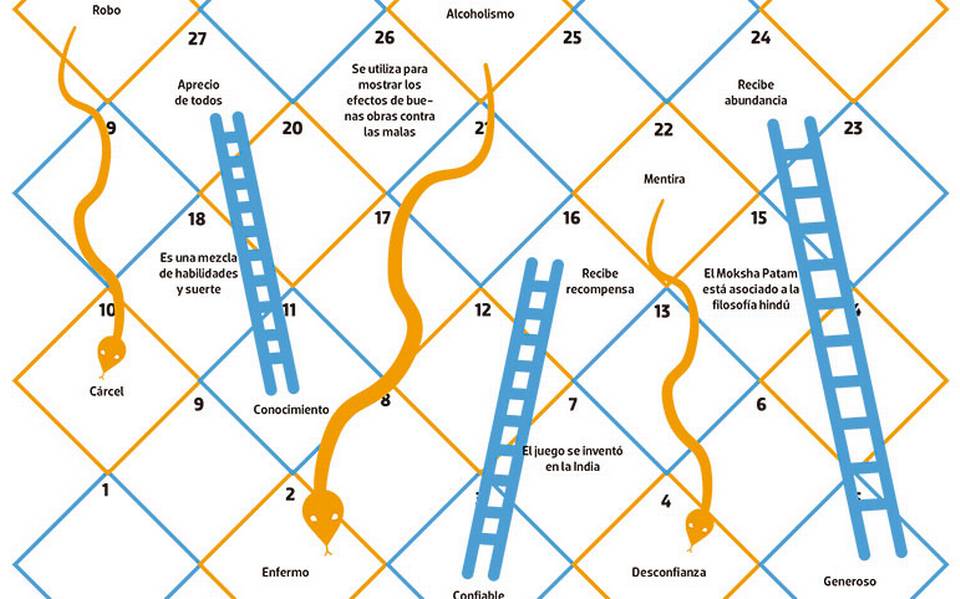 Robo
Alcoholismo
27
26
25
24
Se utiliza para
mostrar los
efectos de bue-
nas obras contra
las malas
Aprecio
de todos
Recibe
abundancia
9
20
21
22
23
Mentira
18
17
16
15
Es una mezcla
de habilidades
y suerte
Recibe
recompensa
El Moksha Patam
está asociado a la
filosofía hindú
10
11
12
13
Cárcel
9
Conocimiento
8
7
6
El juego se inventó
en la India
1
2
4
Enfermo
Desconfianza
Generoso
Confiable